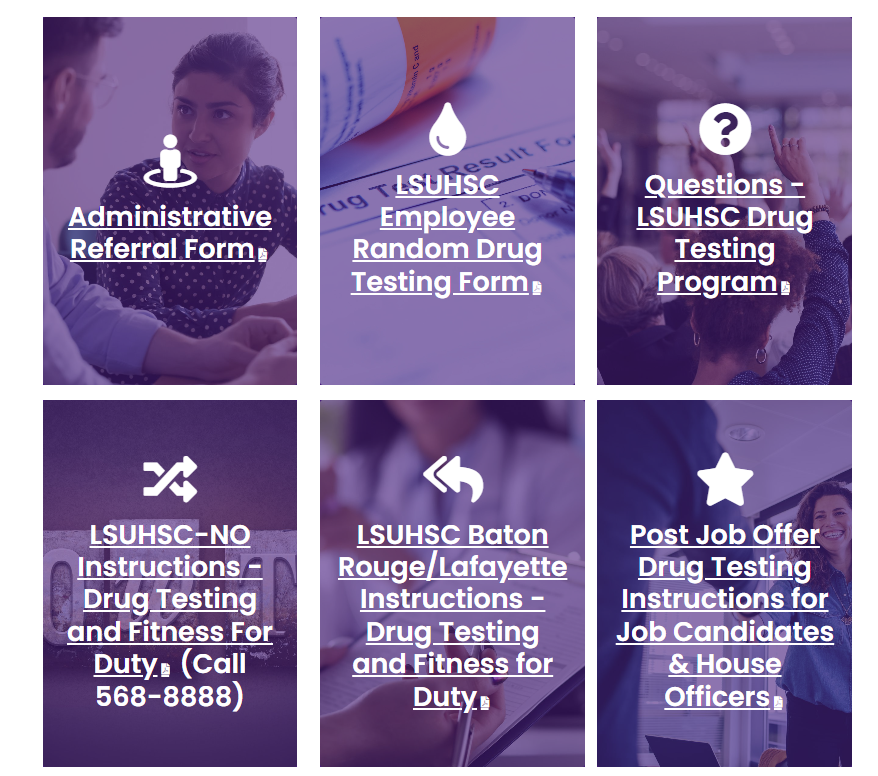 Administrative
Referral Form
LSUHSC
Employee
Random Drug
Testing Form
Questions -
LSUHSC Drug
Testing
Program
LSUHSC-NO
Instructions -
Drug Testing
and Fitness For
Duty (Call
568-8888)
LSUHSC Baton
Rouge/Lafayette
Instructions -
Drug Testing
and Fitness for
Duty
Post Job Offer
Drug Testing
Instructions for
Job Candidates
& House
Officers